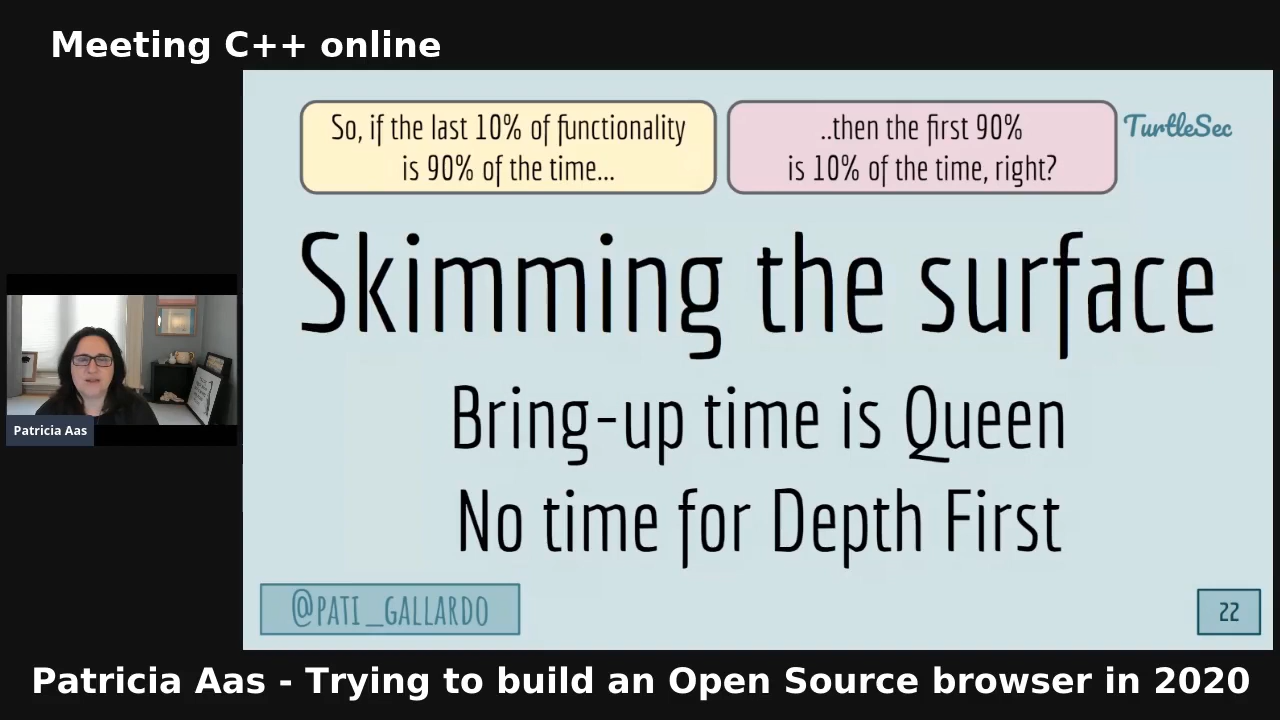 Meeting C++ online
So, if the last 10% of functionality
is 90% of the time...
..then the first 90%
is 10% of the time, right?
TurtleSec
Skimming the surface
Bring-up time is Queen
No time for Depth First
Patricia Aas
@PATI_GALLARDO
22
Patricia Aas - Trying to build an Open Source browser in 2020